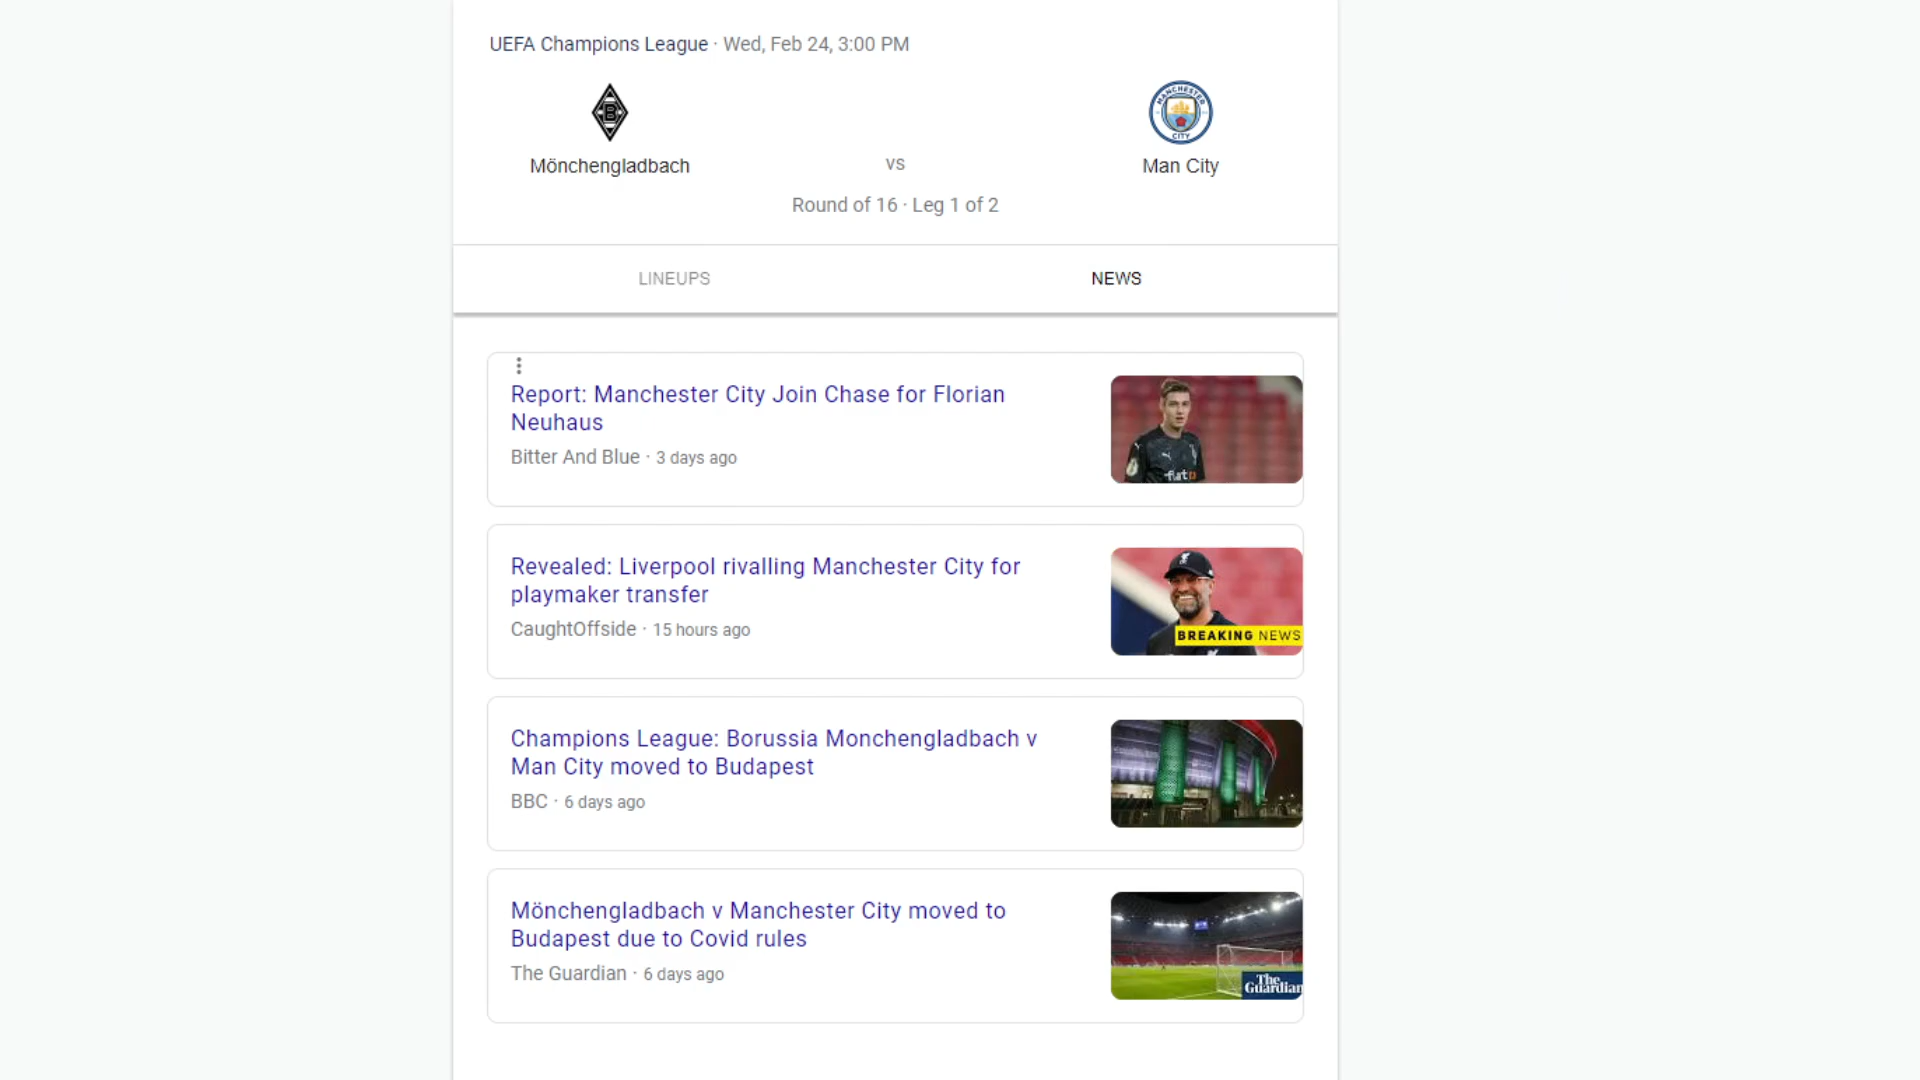 UEFA Champions League · Wed, Feb 24, 3:00 PM
MANCHESTER
CITY
B
Mönchengladbach
vs
Man City
Round of 16 · Leg 1 of 2
LINEUPS
NEWS
Report: Manchester City Join Chase for Florian
Neuhaus
Bitter And Blue · 3 days ago
flatex
Revealed: Liverpool rivalling Manchester City for
playmaker transfer
CaughtOffside · 15 hours ago
BREAKING NEWS
Champions League: Borussia Monchengladbach v
Man City moved to Budapest
BBC · 6 days ago
Mönchengladbach v Manchester City moved to
Budapest due to Covid rules
The Guardian · 6 days ago
The
Guardian